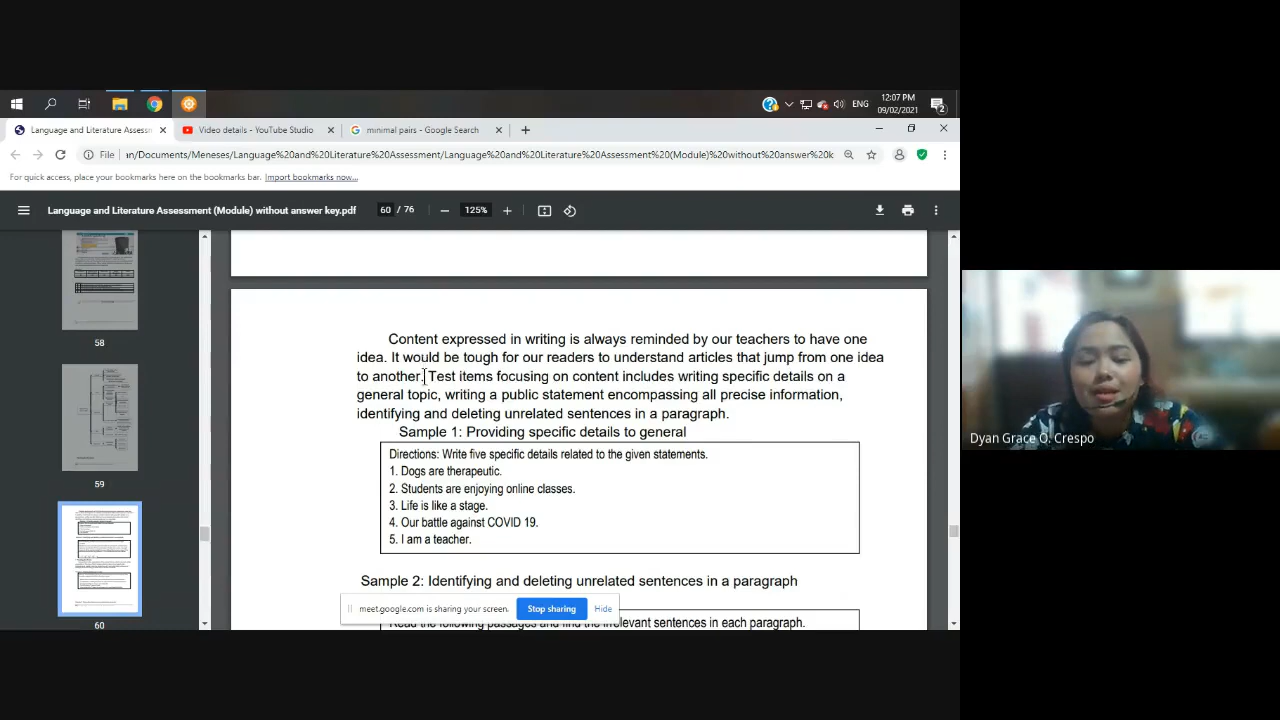 12:07 PM
ENG
09/02/2021
2
Language and Literature Assessm
Video details - YouTube Studio
minimal pairs - Google Search
File
ın/Documents/Meneses/Language%20and%20Literature%20Assessment/Language%20and%20Literature%20Assessment%20(Module)%20without%20answer%20k
For quick access, place your bookmarks here on the bookmarks bar. Import bookmarks now...
Language and Literature Assessment (Module) without answer key.pdf
60 / 76
125%
58
59
60
Content expressed in writing is always reminded by our teachers to have one
idea. It would be tough for our readers to understand articles that jump from one idea
to another. Test items focusing on content includes writing specific details on a
general topic, writing a public statement encompassing all precise information,
identifying and deleting unrelated sentences in a paragraph.
Sample 1: Providing specific details to general
Directions: Write five specific details related to the given statements.
1. Dogs are therapeutic.
2. Students are enjoying online classes.
3. Life is like a stage.
4. Our battle against COVID 19.
5. I am a teacher.
Sample 2: Identifying and deleting unrelated sentences in a paragraph
meet.google.com is sharing your screen.
Stop sharing
Hide
Read the following passages and find the irrelevant sentences in each paragraph.
Dyan Grace O. Crespo